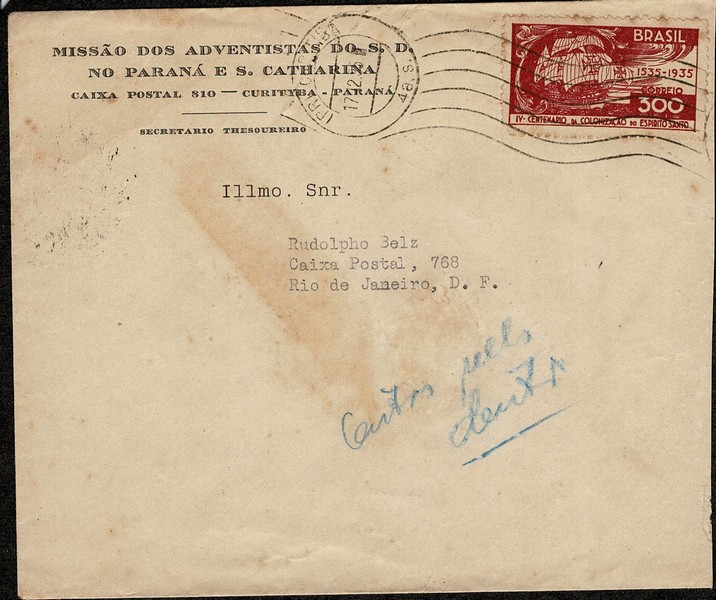 MISSÃO DOS ADVENTISTAS DO S. D.
NO PARANÁ E S. CATHARINA
CAIXA POSTAL 810 — CURITYBA - PARANÁ
SECRETARIO THESOUREIRO
BRASIL
1535-1935
CORREIO
300
IVº CENTENARIO DA COLONIZAÇÃO DO ESPIRITO SANTO
Illmo. Snr.
Rudolpho Belz
Caixa Postal, 768
Rio de Janeiro, D. F.